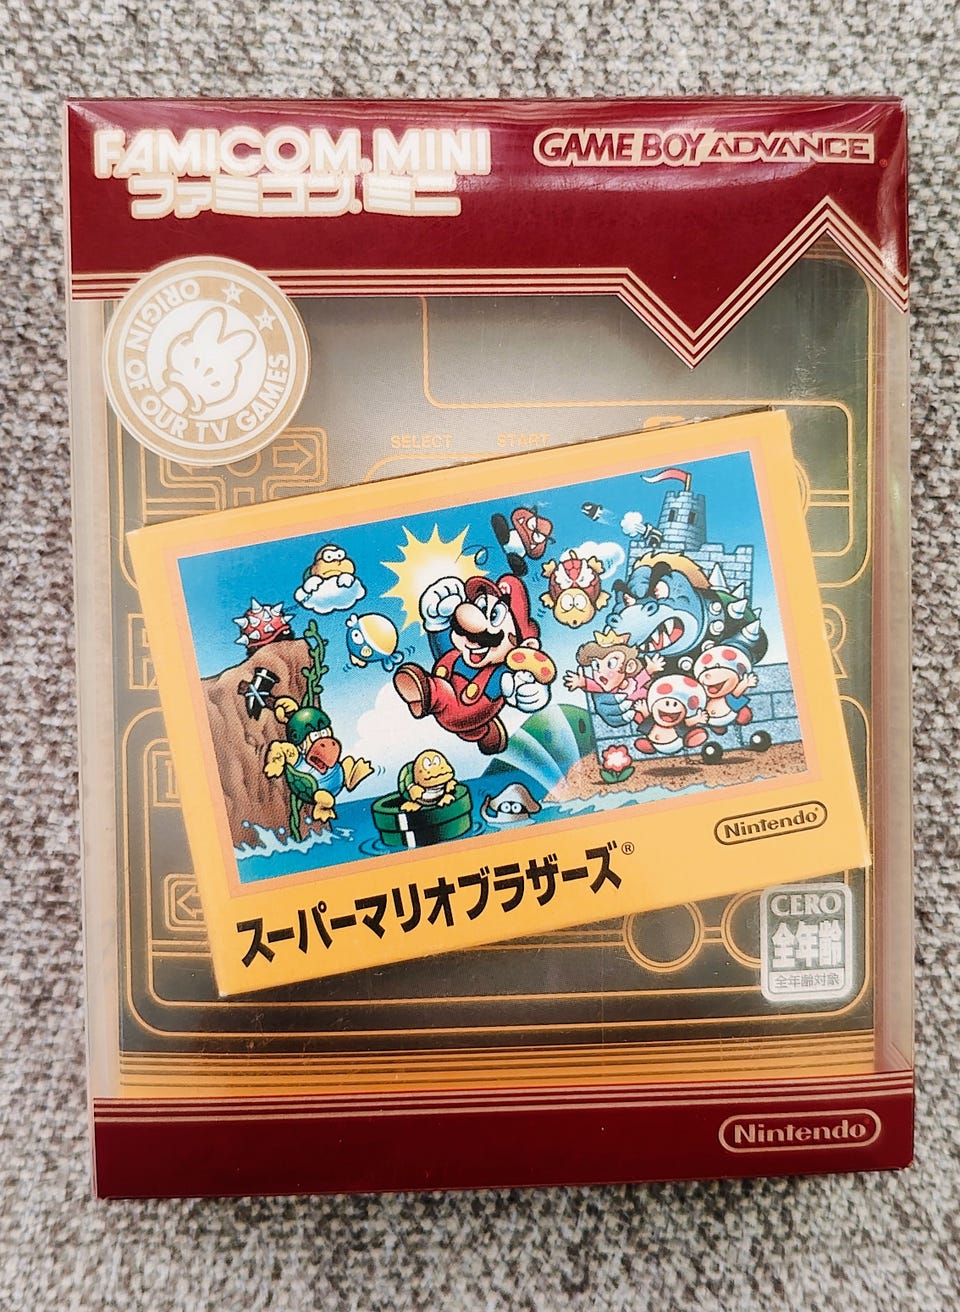 FAMICOM MINI
ファミコン ミニ
GAME BOY ADVANCE
ORIGIN OF OUR TV GAMES
SELECT
START
Nintendo®
スーパーマリオブラザーズ®
CERO
全年齢
全年齢対象
Nintendo®